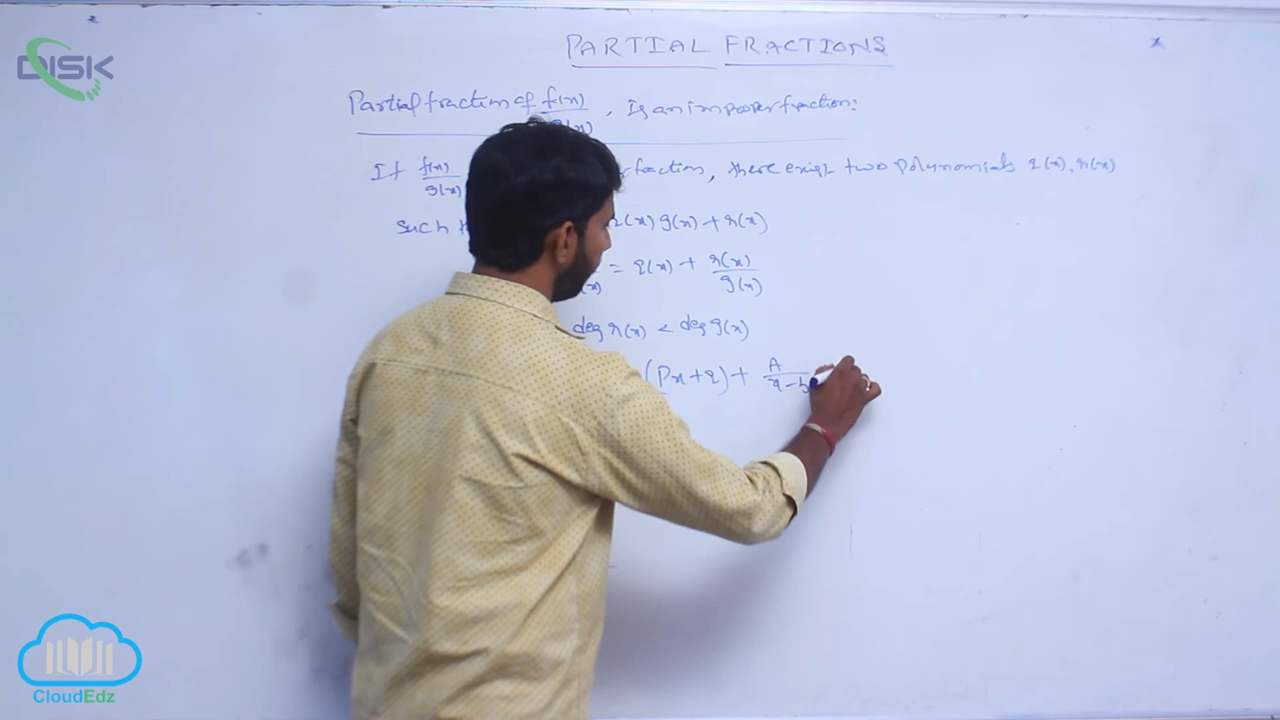 DISK
PARTIAL FRACTIONS
Partial fraction of f(x)/g(x), Is an improper fraction:
If f(x)/g(x) fraction, there exist two polynomials q(x), r(x)
such q(x) g(x) + r(x)
= q(x) + r(x)/g(x)
deg r(x) < deg g(x)
(Px+q) + A/x-b
CloudEdz